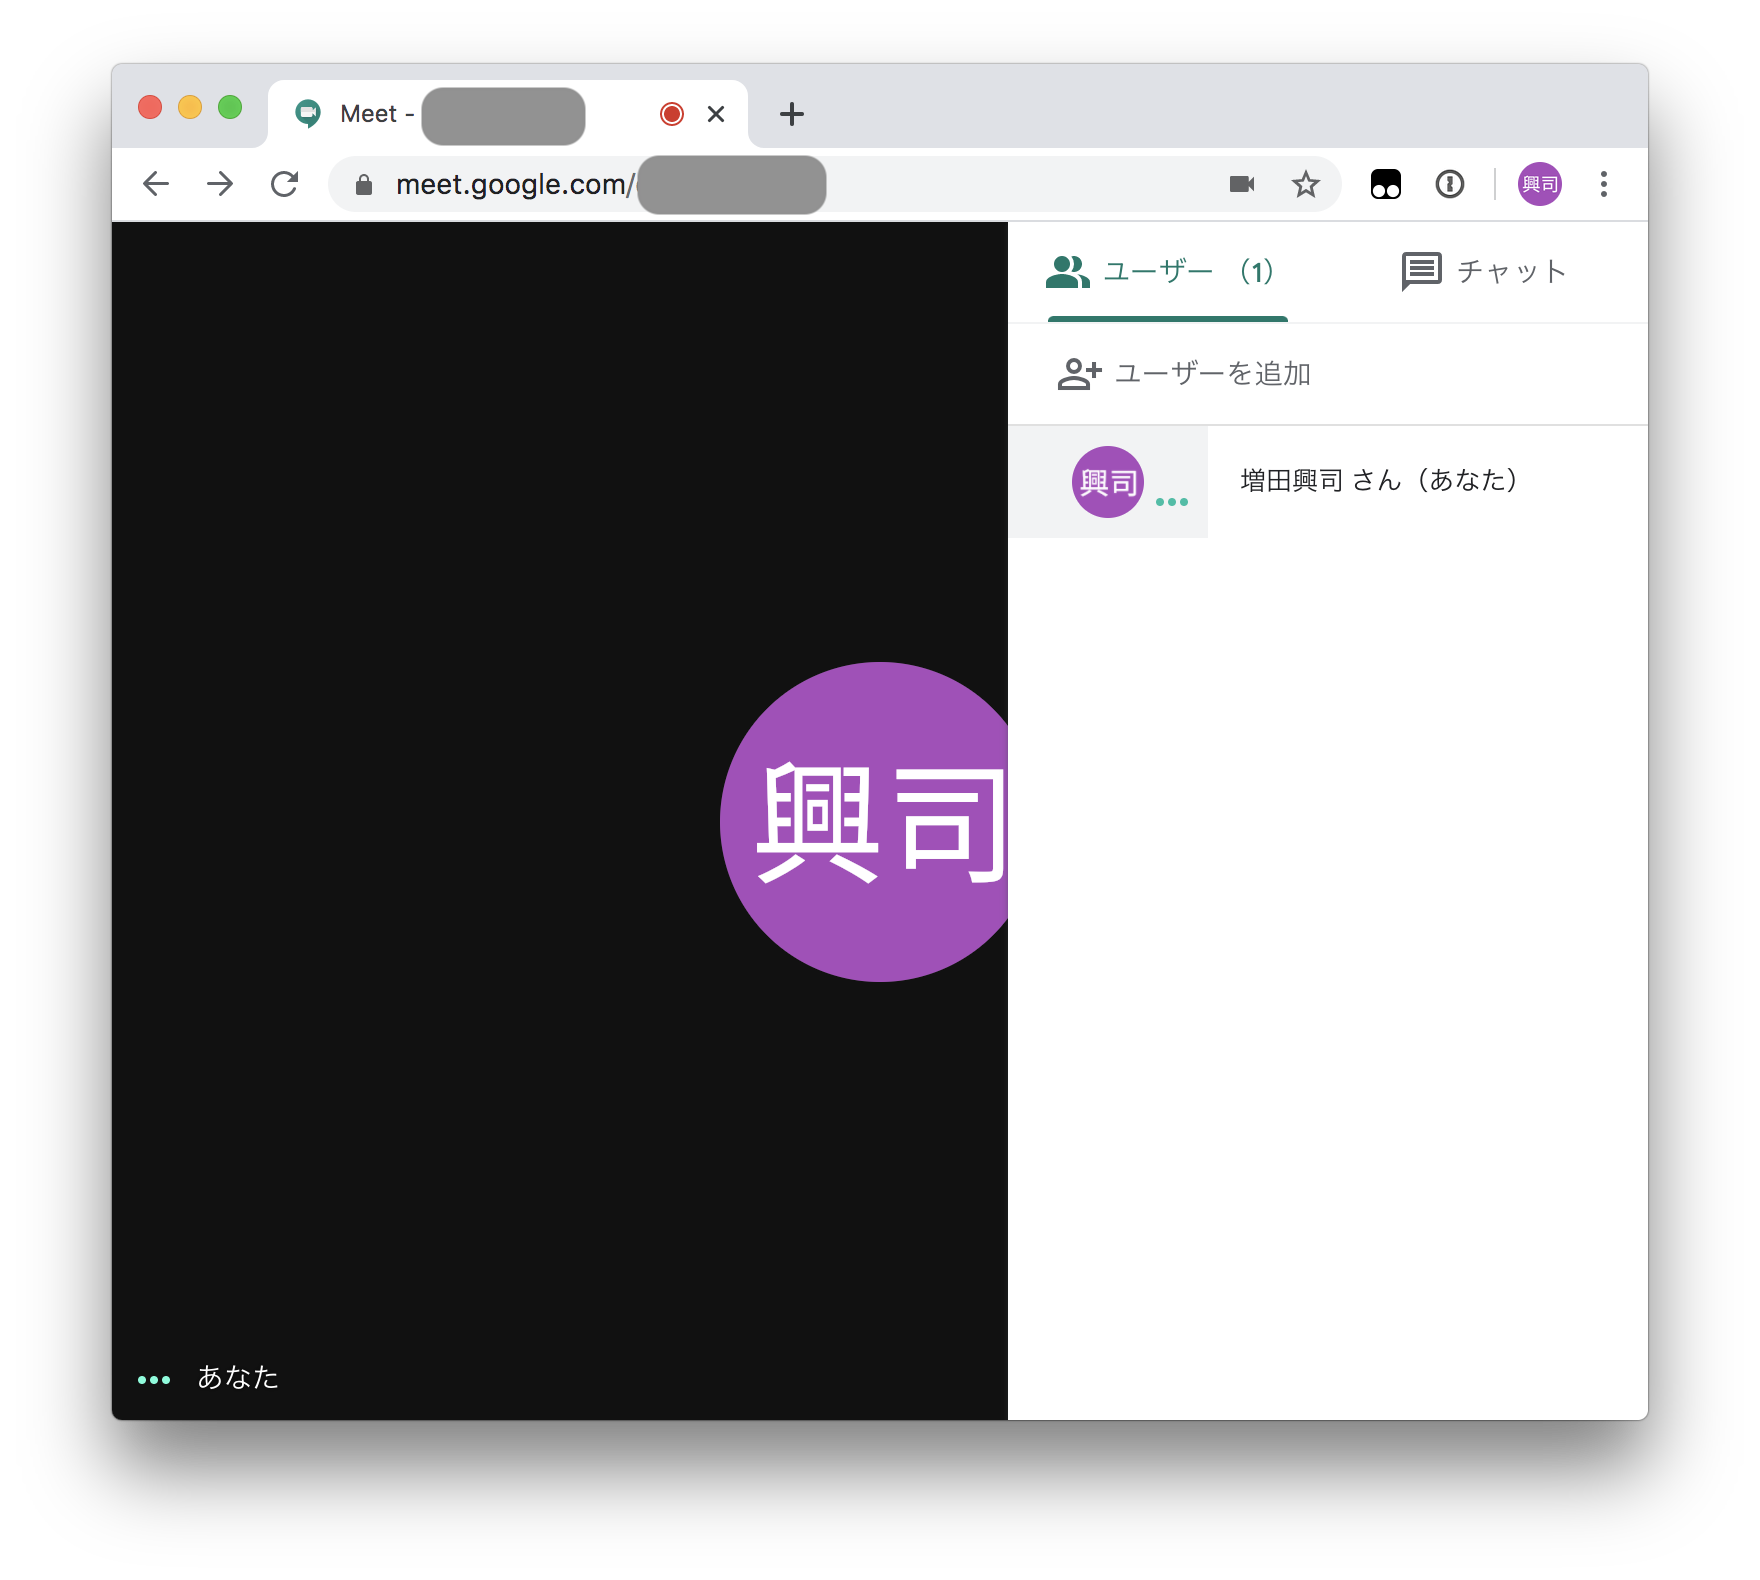 Meet -
meet.google.com/
興司
ユーザー (1)
チャット
ユーザーを追加
興司
増田興司 さん（あなた）
興司
あなた